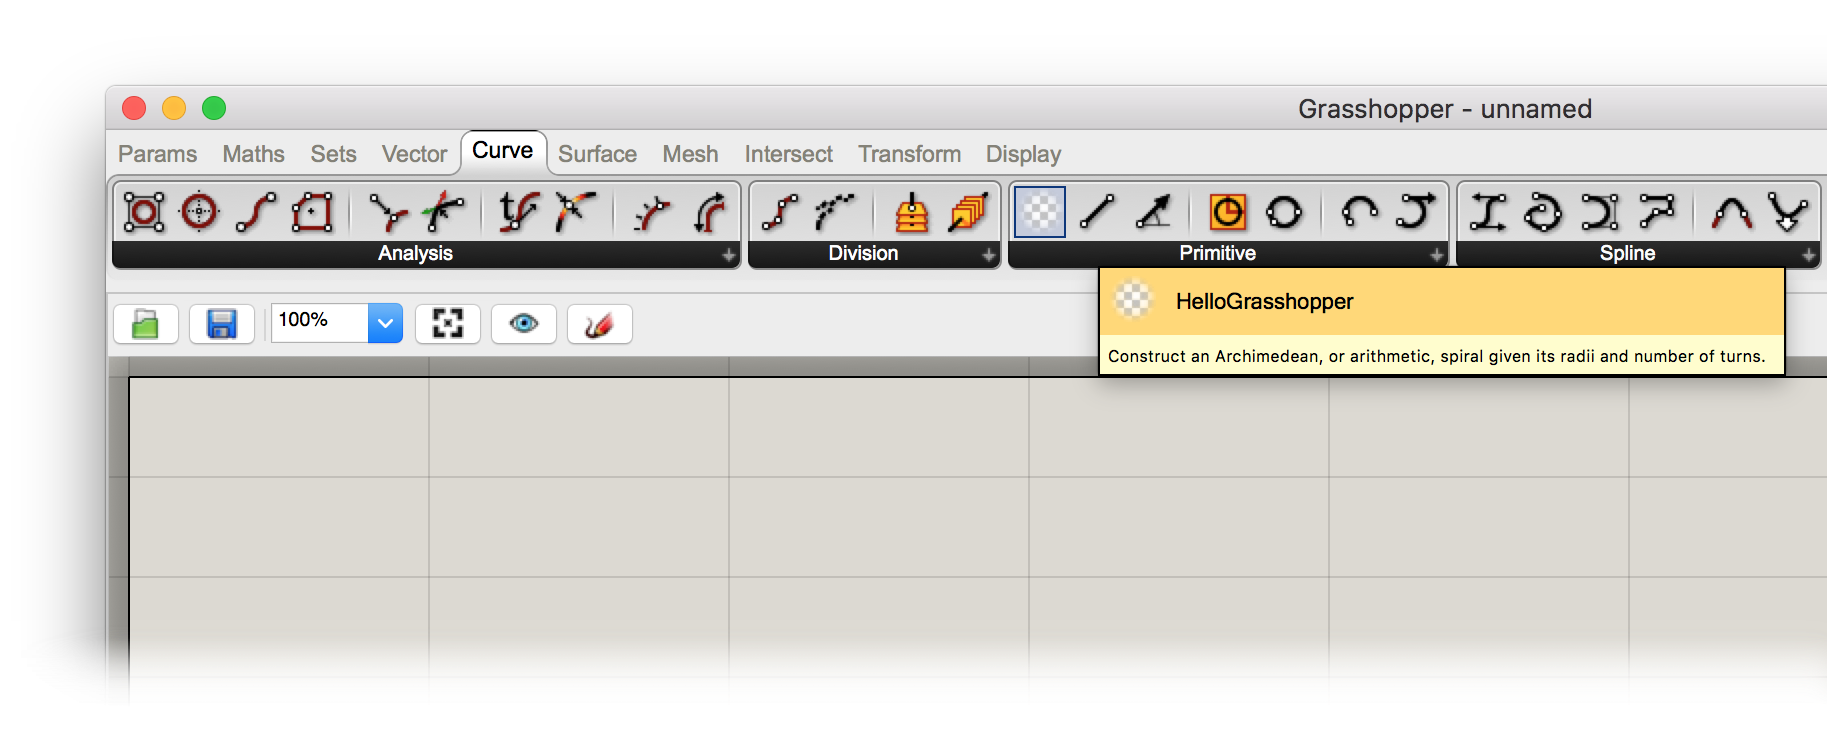 Grasshopper - unnamed
Params Maths Sets Vector Curve Surface Mesh Intersect Transform Display
Analysis Division Primitive Spline
HelloGrasshopper
100%
Construct an Archimedean, or arithmetic, spiral given its radii and number of turns.